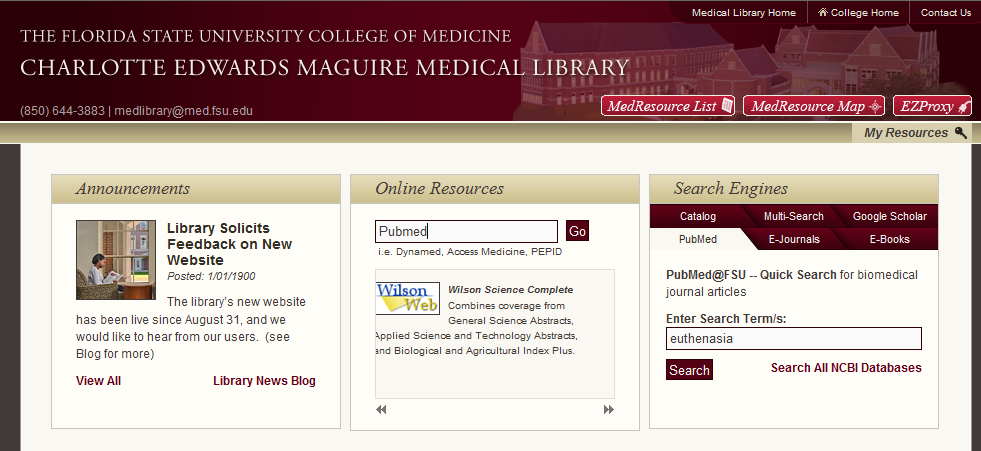 Medical Library Home
College Home
Contact Us
THE FLORIDA STATE UNIVERSITY COLLEGE OF MEDICINE
CHARLOTTE EDWARDS MAGUIRE MEDICAL LIBRARY
(850) 644-3883 | medlibrary@med.fsu.edu
MedResource List
MedResource Map
EZProxy
My Resources
Announcements
Library Solicits
Feedback on New
Website
Posted: 1/01/1900
The library's new website
has been live since August 31, and we
would like to hear from our users. (see
Blog for more)
View All
Library News Blog
Online Resources
Pubmed
Go
i.e. Dynamed, Access Medicine, PEPID
Wilson
Web
Wilson Science Complete
Combines coverage from
General Science Abstracts,
Applied Science and Technology Abstracts,
and Biological and Agricultural Index Plus.
Search Engines
Catalog
Multi-Search
Google Scholar
PubMed
E-Journals
E-Books
PubMed@FSU -- Quick Search for biomedical
journal articles
Enter Search Term/s:
euthenasia
Search
Search All NCBI Databases